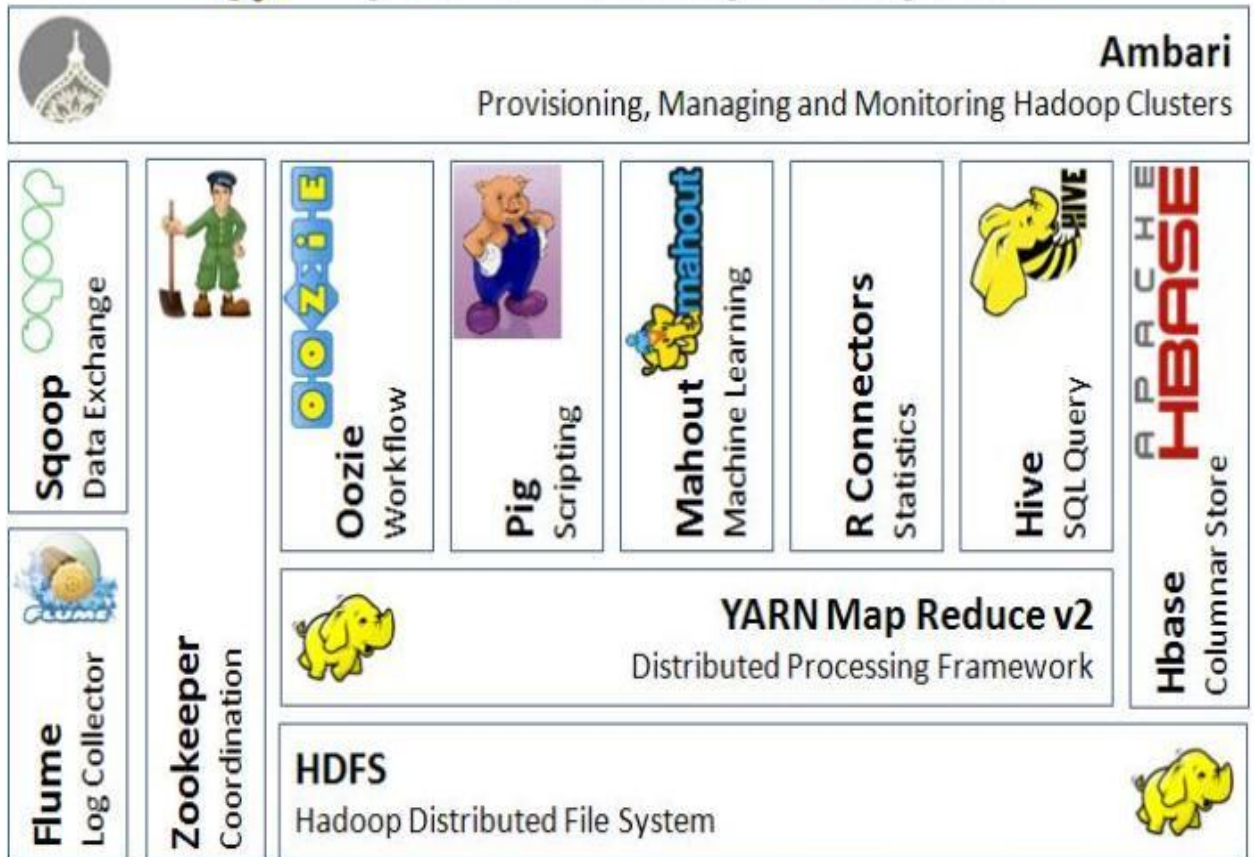 Ambari
Provisioning, Managing and Monitoring Hadoop Clusters
sqoop
Sqoop
Data Exchange
FLUME
Flume
Log Collector
Zookeeper
Coordination
OOZIE
Oozie
Workflow
Pig
Scripting
mahout
Mahout
Machine Learning
R Connectors
Statistics
HIVE
Hive
SQL Query
APACHE
HBASE
Hbase
Columnar Store
YARN Map Reduce v2
Distributed Processing Framework
HDFS
Hadoop Distributed File System